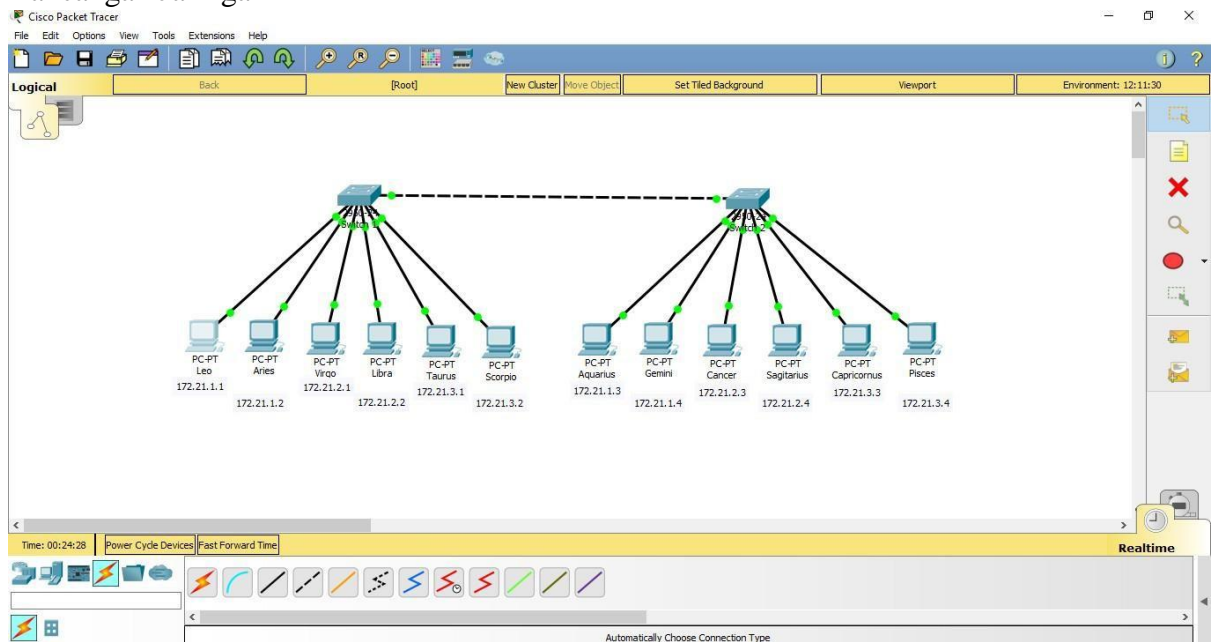 Cisco Packet Tracer
File Edit Options View Tools Extensions Help
Logical Back [Root] New Cluster Move Object Set Tiled Background Viewport Environment: 12:11:30
Switch 1
Switch 2
PC-PT
Leo
172.21.1.1
PC-PT
Aries
172.21.1.2
PC-PT
Virgo
172.21.2.1
PC-PT
Libra
172.21.2.2
PC-PT
Taurus
172.21.3.1
PC-PT
Scorpio
172.21.3.2
PC-PT
Aquarius
172.21.1.3
PC-PT
Gemini
172.21.1.4
PC-PT
Cancer
172.21.2.3
PC-PT
Sagitarius
172.21.2.4
PC-PT
Capricornus
172.21.3.3
PC-PT
Pisces
172.21.3.4
Time: 00:24:28 Power Cycle Devices Fast Forward Time Realtime
Automatically Choose Connection Type